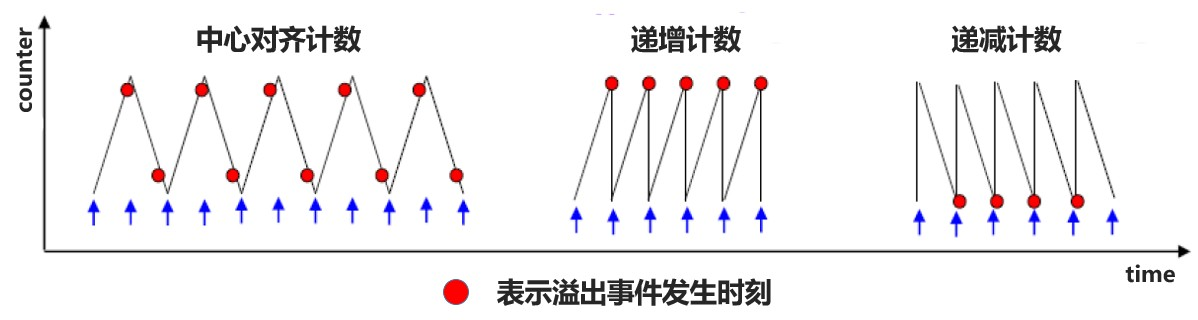 中心对齐计数
递增计数
递减计数
counter
time
表示溢出事件发生时刻